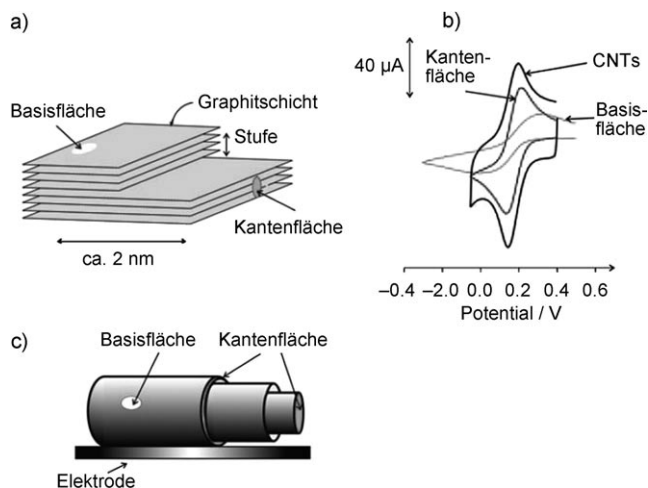 a)
Basisfläche
Graphitschicht
Stufe
Kantenfläche
ca. 2 nm
b)
40 µA
Kanten-
fläche
CNTs
Basis-
fläche
–0.4 –2.0 0.0 0.2 0.4 0.6
Potential / V
c)
Basisfläche Kantenfläche
Elektrode